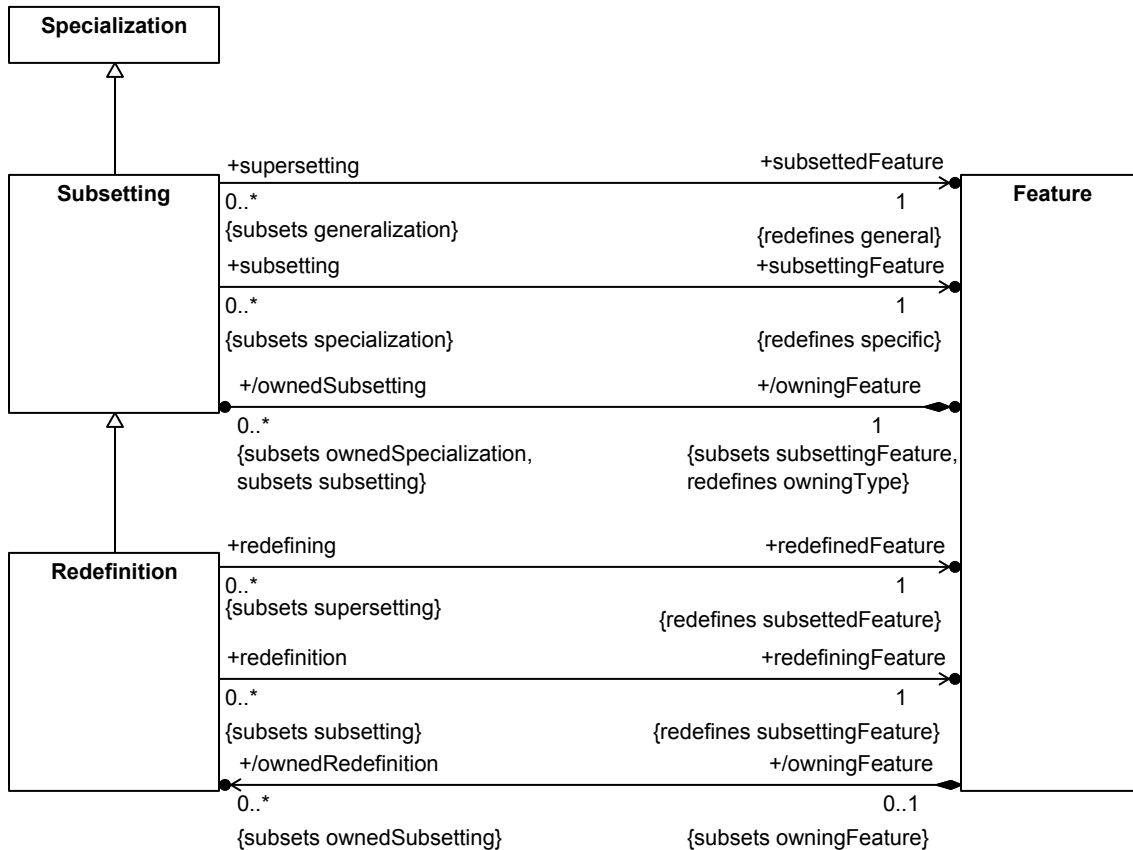 Specialization
+supersetting
+subsettedFeature
Subsetting
Feature
0..*
1
{subsets generalization}
{redefines general}
+subsetting
+subsettingFeature
0..*
1
{subsets specialization}
{redefines specific}
+/ownedSubsetting
+/owningFeature
0..*
1
{subsets ownedSpecialization,
subsets subsetting}
{subsets subsettingFeature,
redefines owningType}
+redefining
+redefinedFeature
Redefinition
0..*
1
{subsets supersetting}
{redefines subsettedFeature}
+redefinition
+redefiningFeature
0..*
1
{subsets subsetting}
{redefines subsettingFeature}
+/ownedRedefinition
+/owningFeature
0..*
0..1
{subsets ownedSubsetting}
{subsets owningFeature}